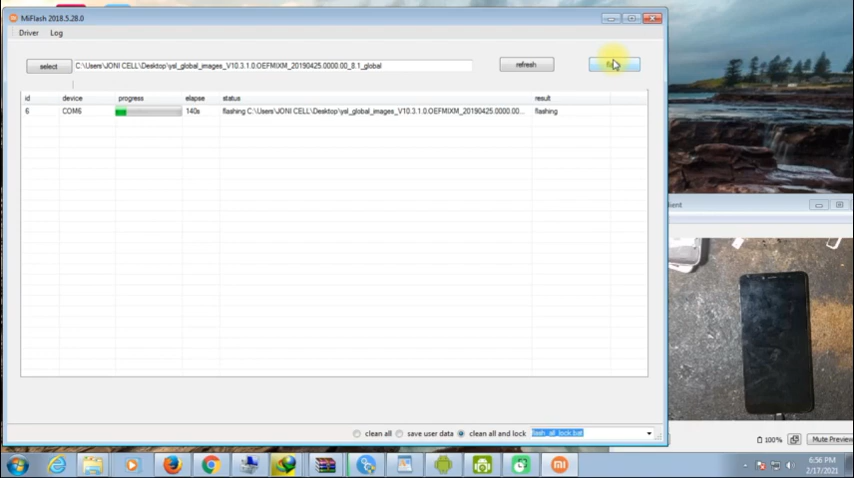 MiFlash 2018.5.28.0
Driver Log
select C:\Users\JONI CELL\Desktop\ysl_global_images_V10.3.1.0.OEFMIXM_20190425.0000.00_8.1_global refresh
id device progress elapse status result
6 COM6 140s flashing C:\Users\JONI CELL\Desktop\ysl_global_images_V10.3.1.0.OEFMIXM_20190425.0000.00... flashing
clean all save user data clean all and lock flash_all_lock.bat
100% Mute Preview
6:56 PM
2/17/2021